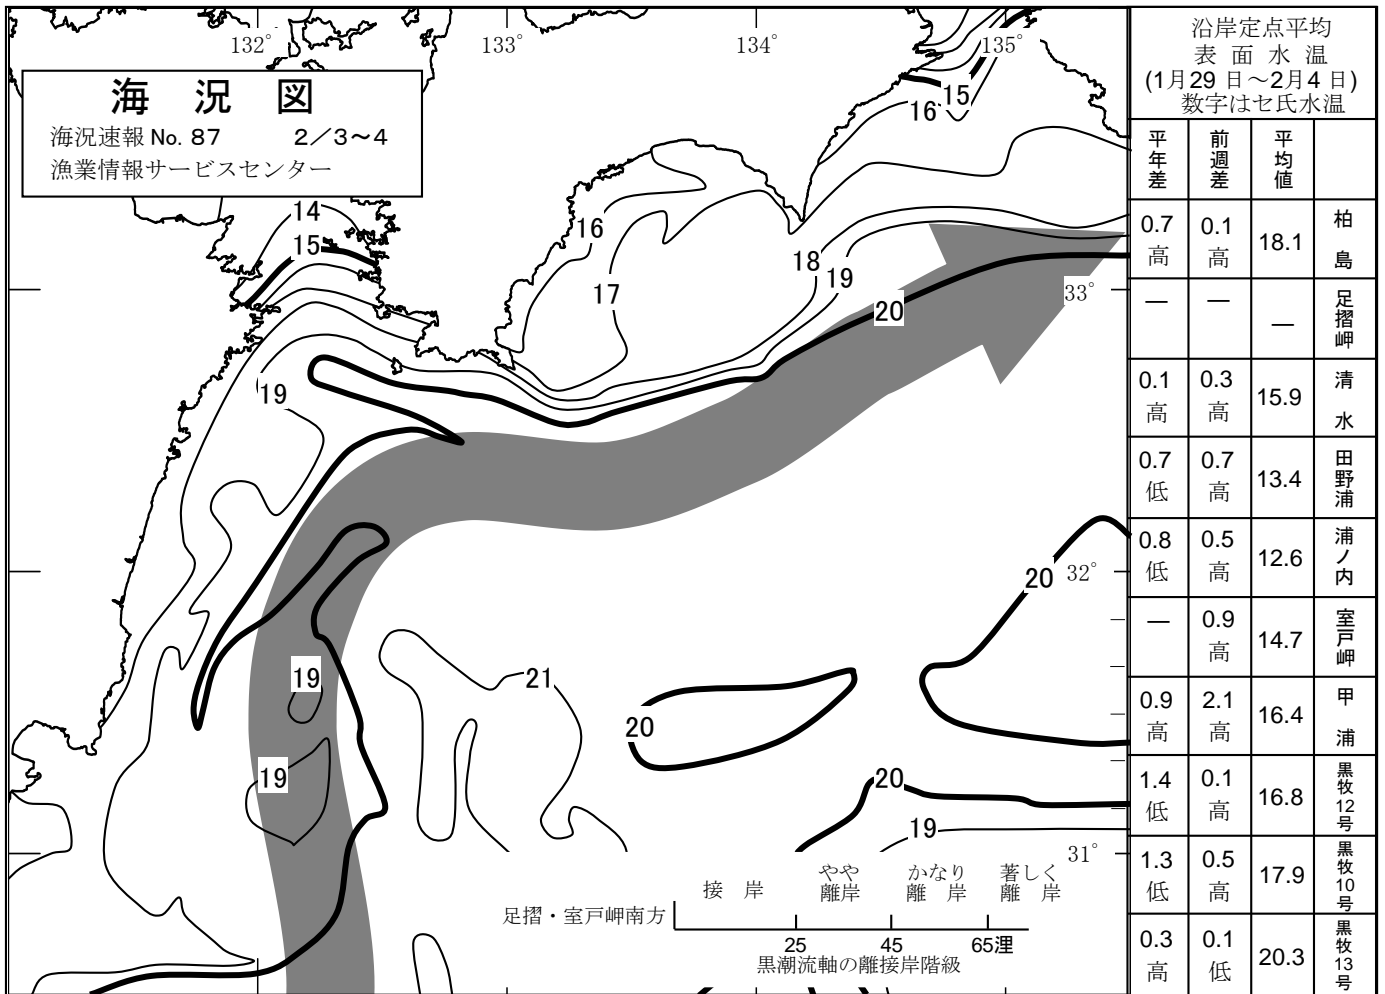 海況図
海況速報 No. 87 2／3～4
漁業情報サービスセンター
132°
133°
134°
135°
15
16
14
15
16
17
18
19
20
33°
19
20
32°
19
21
20
19
20
19
31°
接岸
やや離岸
かなり離岸
著しく離岸
足摺・室戸岬南方
25 45 65浬
黒潮流軸の離接岸階級
沿岸定点平均
表面水温
(1月29日～2月4日)
数字はセ氏水温
平年差 前週差 平均値
0.7高 0.1高 18.1 柏島
— — — 足摺岬
0.1高 0.3高 15.9 清水
0.7低 0.7高 13.4 田野浦
0.8低 0.5高 12.6 浦ノ内
— 0.9高 14.7 室戸岬
0.9高 2.1高 16.4 甲浦
1.4低 0.1高 16.8 黒牧12号
1.3低 0.5高 17.9 黒牧10号
0.3高 0.1低 20.3 黒牧13号